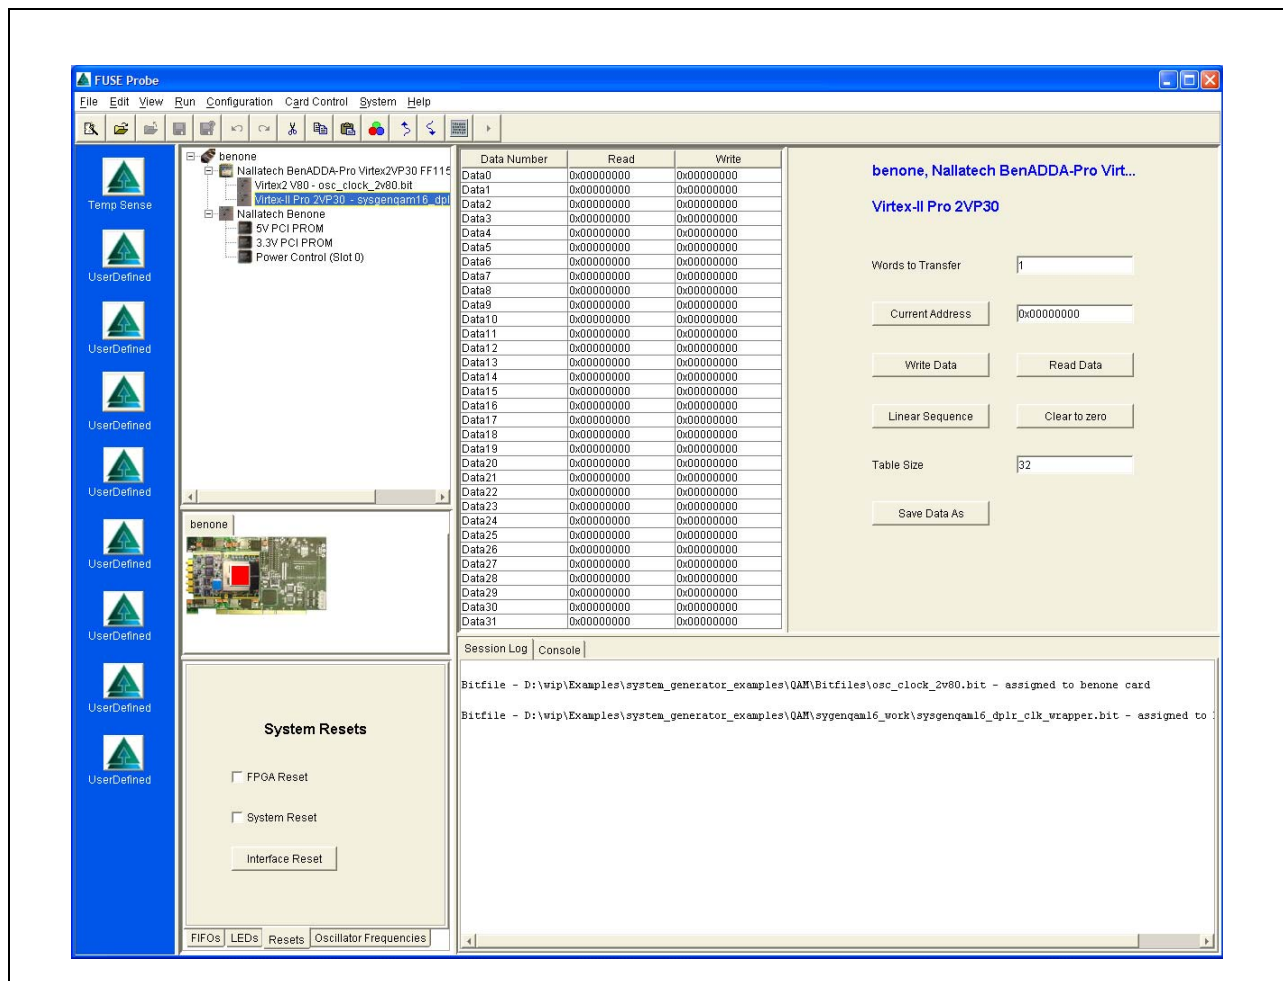 FUSE Probe
File Edit View Run Configuration Card Control System Help
Temp Sense
UserDefined
UserDefined
UserDefined
UserDefined
UserDefined
UserDefined
UserDefined
UserDefined
benone
Nallatech BenADDA-Pro Virtex2VP30 FF115
Virtex2 V80 - osc_clock_2v80.bit
Virtex-II Pro 2VP30 - sysgenqam16_dpl
Nallatech Benone
5V PCI PROM
3.3V PCI PROM
Power Control (Slot 0)
benone
System Resets
FPGA Reset
System Reset
Interface Reset
FIFOs LEDs Resets Oscillator Frequencies
Data Number Read Write
Data0 0x00000000 0x00000000
Data1 0x00000000 0x00000000
Data2 0x00000000 0x00000000
Data3 0x00000000 0x00000000
Data4 0x00000000 0x00000000
Data5 0x00000000 0x00000000
Data6 0x00000000 0x00000000
Data7 0x00000000 0x00000000
Data8 0x00000000 0x00000000
Data9 0x00000000 0x00000000
Data10 0x00000000 0x00000000
Data11 0x00000000 0x00000000
Data12 0x00000000 0x00000000
Data13 0x00000000 0x00000000
Data14 0x00000000 0x00000000
Data15 0x00000000 0x00000000
Data16 0x00000000 0x00000000
Data17 0x00000000 0x00000000
Data18 0x00000000 0x00000000
Data19 0x00000000 0x00000000
Data20 0x00000000 0x00000000
Data21 0x00000000 0x00000000
Data22 0x00000000 0x00000000
Data23 0x00000000 0x00000000
Data24 0x00000000 0x00000000
Data25 0x00000000 0x00000000
Data26 0x00000000 0x00000000
Data27 0x00000000 0x00000000
Data28 0x00000000 0x00000000
Data29 0x00000000 0x00000000
Data30 0x00000000 0x00000000
Data31 0x00000000 0x00000000
benone, Nallatech BenADDA-Pro Virt...
Virtex-II Pro 2VP30
Words to Transfer 1
Current Address 0x00000000
Write Data Read Data
Linear Sequence Clear to zero
Table Size 32
Save Data As
Session Log Console
Bitfile - D:\wip\Examples\system_generator_examples\QAM\Bitfiles\osc_clock_2v80.bit - assigned to benone card
Bitfile - D:\wip\Examples\system_generator_examples\QAM\sygenqam16_work\sysgenqam16_dplr_clk_wrapper.bit - assigned to